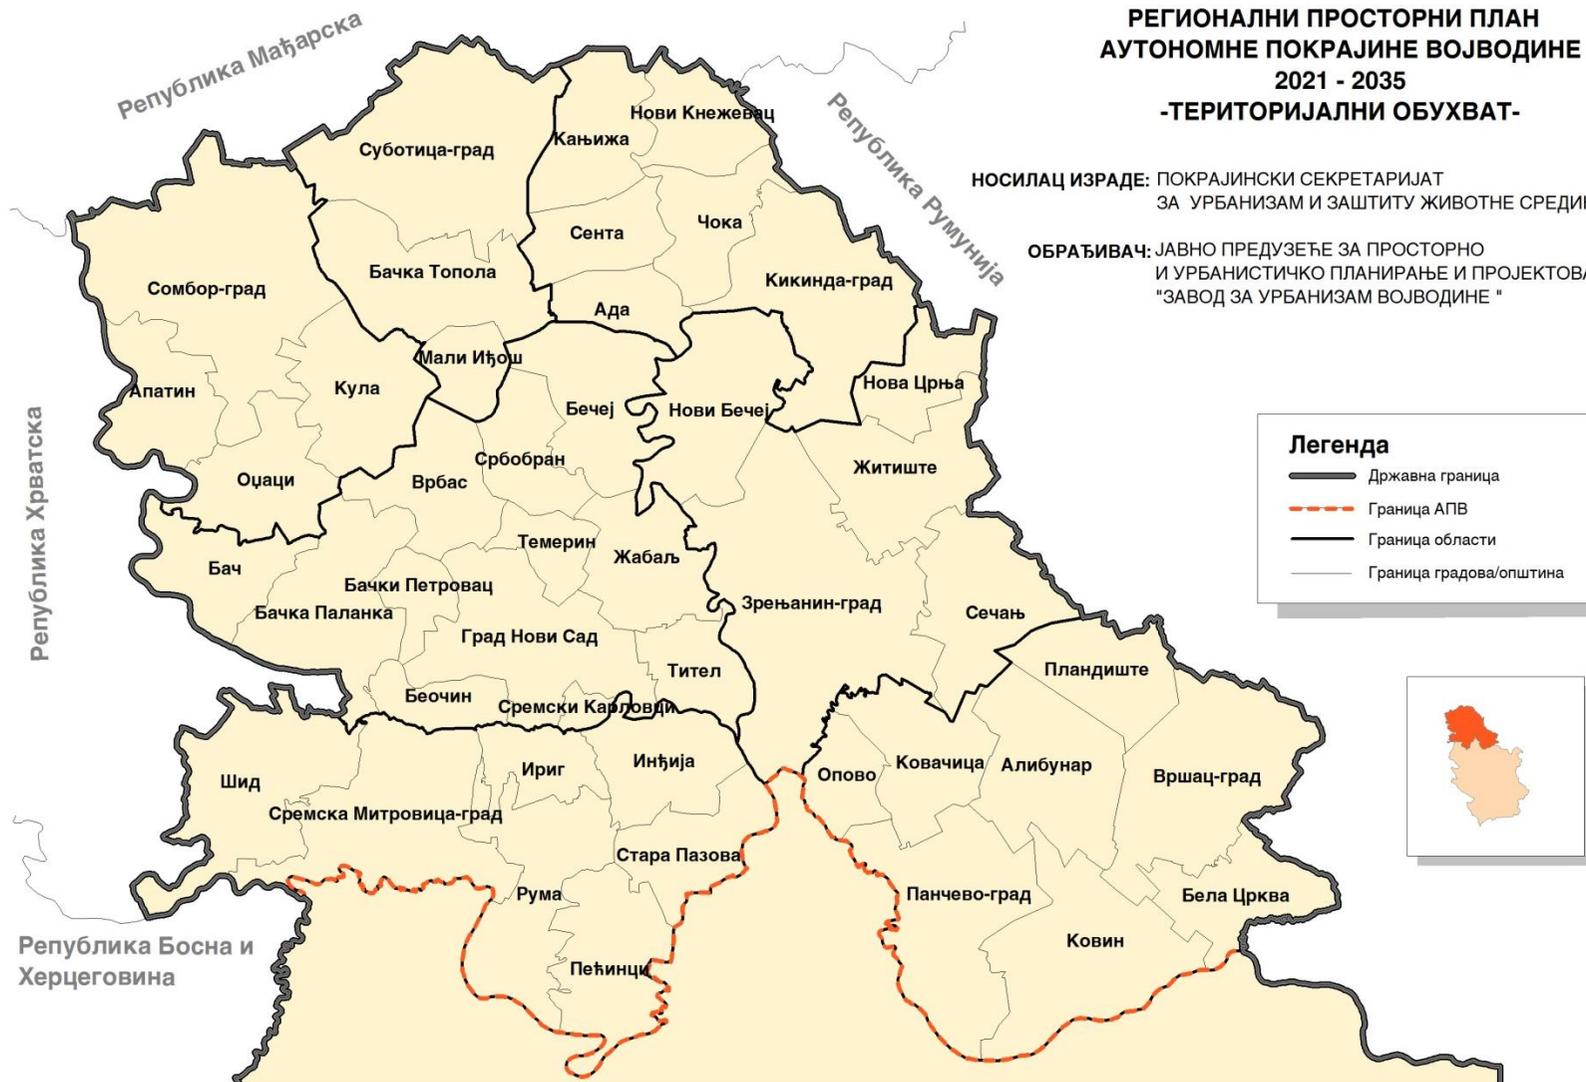 РЕГИОНАЛНИ ПРОСТОРНИ ПЛАН
АУТОНОМНЕ ПОКРАЈИНЕ ВОЈВОДИНЕ
2021 - 2035
-ТЕРИТОРИЈАЛНИ ОБУХВАТ-
НОСИЛАЦ ИЗРАДЕ: ПОКРАЈИНСКИ СЕКРЕТАРИЈАТ
ЗА УРБАНИЗАМ И ЗАШТИТУ ЖИВОТНЕ
ОБРАЂИВАЧ: ЈАВНО ПРЕДУЗЕЋЕ ЗА ПРОСТОРНО
И УРБАНИСТИЧКО ПЛАНИРАЊЕ И
"ЗАВОД ЗА УРБАНИЗАМ ВОЈВОДИНЕ "
Република Мађарска
Република Румунија
Република Хрватска
Република Босна и
Херцеговина
Нови Кнежевац
Кањижа
Суботица-град
Чока
Сента
Бачка Топола
Кикинда-град
Сомбор-град
Ада
Мали Иђош
Нова Црња
Кула
Апатин
Бечеј
Нови Бечеј
Србобран
Житиште
Оџаци
Врбас
Темерин
Жабаљ
Бач
Бачки Петровац
Бачка Паланка
Зрењанин-град
Сечањ
Град Нови Сад
Тител
Пландиште
Беочин
Сремски Карловци
Инђија
Ириг
Ковачица
Алибунар
Опово
Вршац-град
Шид
Сремска Митровица-град
Стара Пазова
Рума
Панчево-град
Бела Црква
Ковин
Пећинци
Легенда
Државна граница
Граница АПВ
Граница области
Граница градова/општина